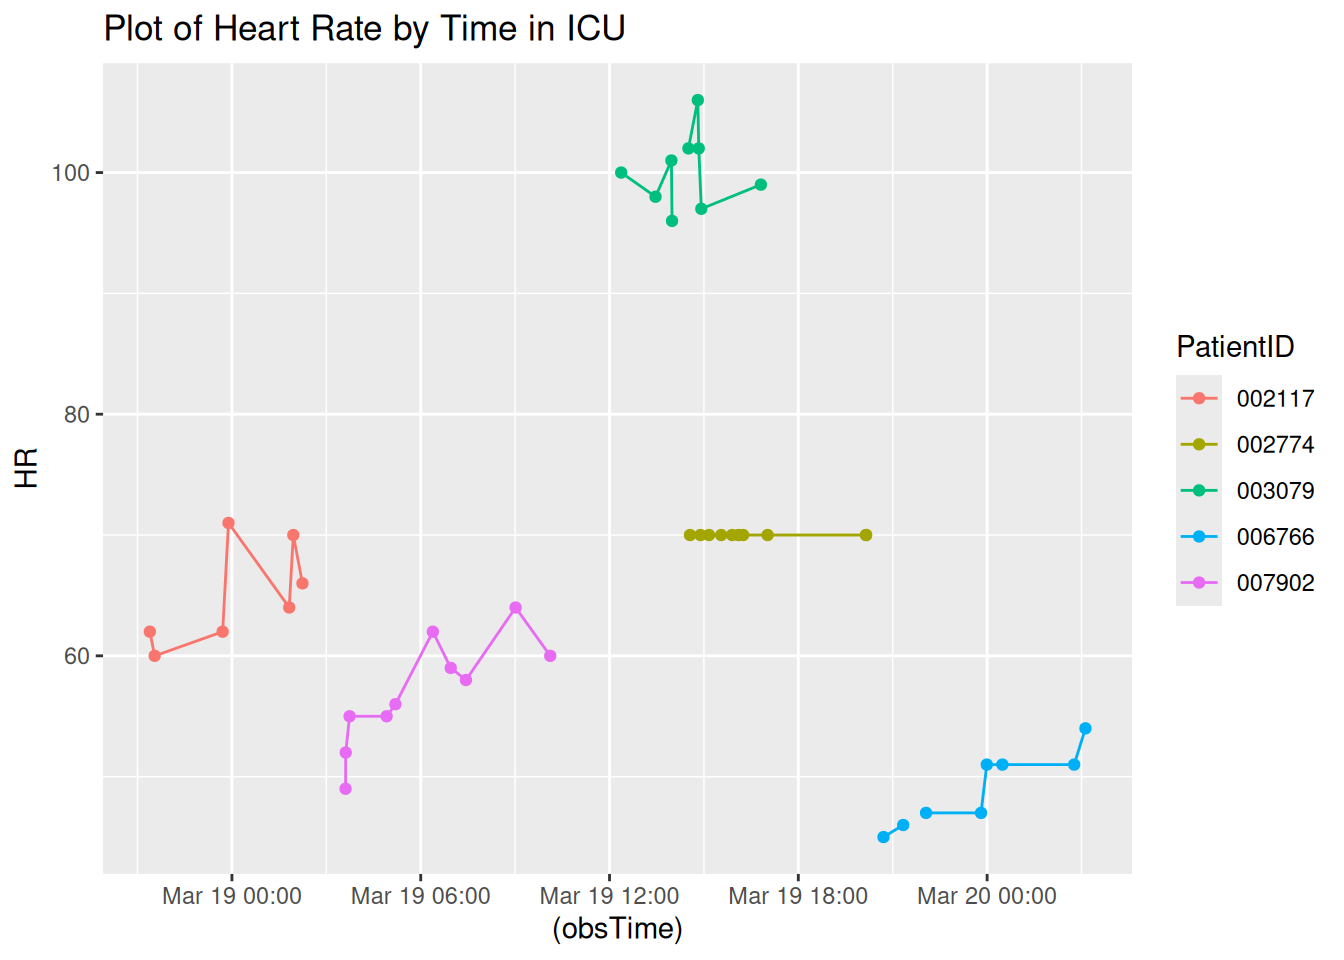 Plot of Heart Rate by Time in ICU
100
80
60
HR
Mar 19 00:00
Mar 19 06:00
Mar 19 12:00
Mar 19 18:00
Mar 20 00:00
(obsTime)
PatientID
002117
002774
003079
006766
007902